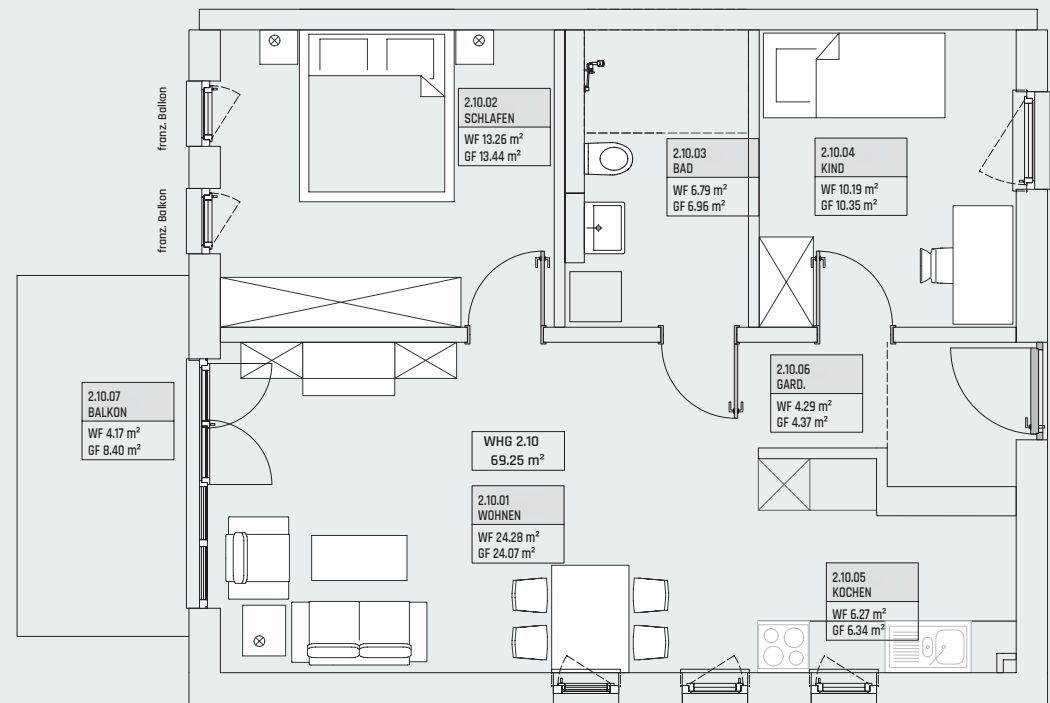 franz. Balkon
franz. Balkon
2.10.02
SCHLAFEN
WF 13.26 m²
GF 13.44 m²
2.10.03
BAD
WF 6.79 m²
GF 6.96 m²
2.10.04
KIND
WF 10.19 m²
GF 10.35 m²
2.10.07
BALKON
WF 4.17 m²
GF 8.40 m²
2.10.06
GARD.
WF 4.29 m²
GF 4.37 m²
WHG 2.10
69.25 m²
2.10.01
WOHNEN
WF 24.28 m²
GF 24.07 m²
2.10.05
KOCHEN
WF 6.27 m²
GF 6.34 m²